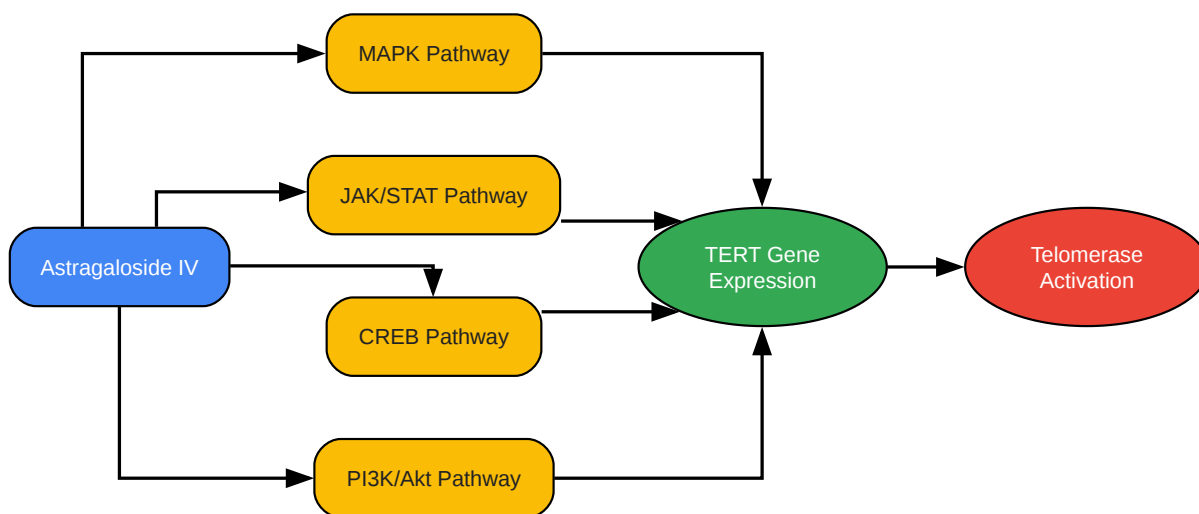 MAPK Pathway
JAK/STAT Pathway
Astragaloside IV
TERT Gene
Expression
Telomerase
Activation
CREB Pathway
PI3K/Akt Pathway